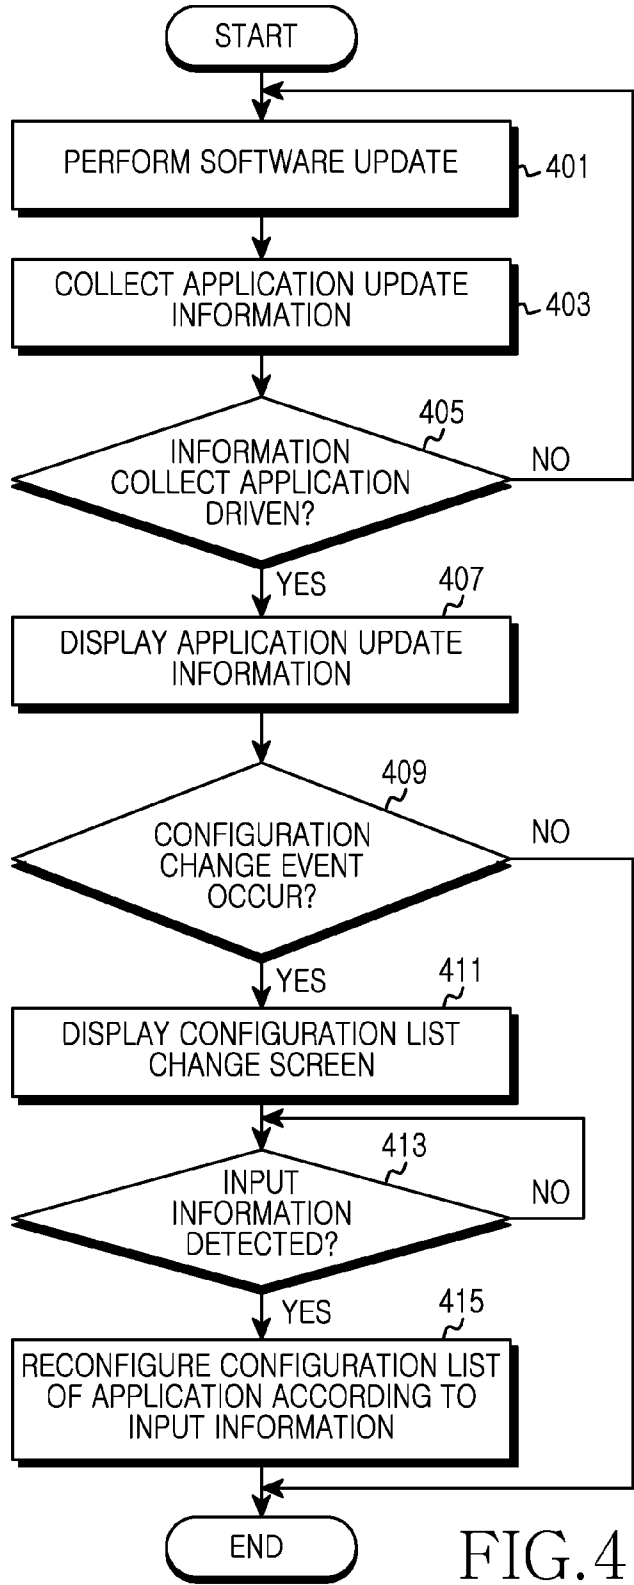 START
PERFORM SOFTWARE UPDATE
401
COLLECT APPLICATION UPDATE
INFORMATION
403
405
INFORMATION
COLLECT APPLICATION
DRIVEN?
NO
YES
407
DISPLAY APPLICATION UPDATE
INFORMATION
409
CONFIGURATION
CHANGE EVENT
OCCUR?
NO
YES
411
DISPLAY CONFIGURATION LIST
CHANGE SCREEN
413
INPUT
INFORMATION
DETECTED?
NO
YES
415
RECONFIGURE CONFIGURATION LIST
OF APPLICATION ACCORDING TO
INPUT INFORMATION
END
FIG.4